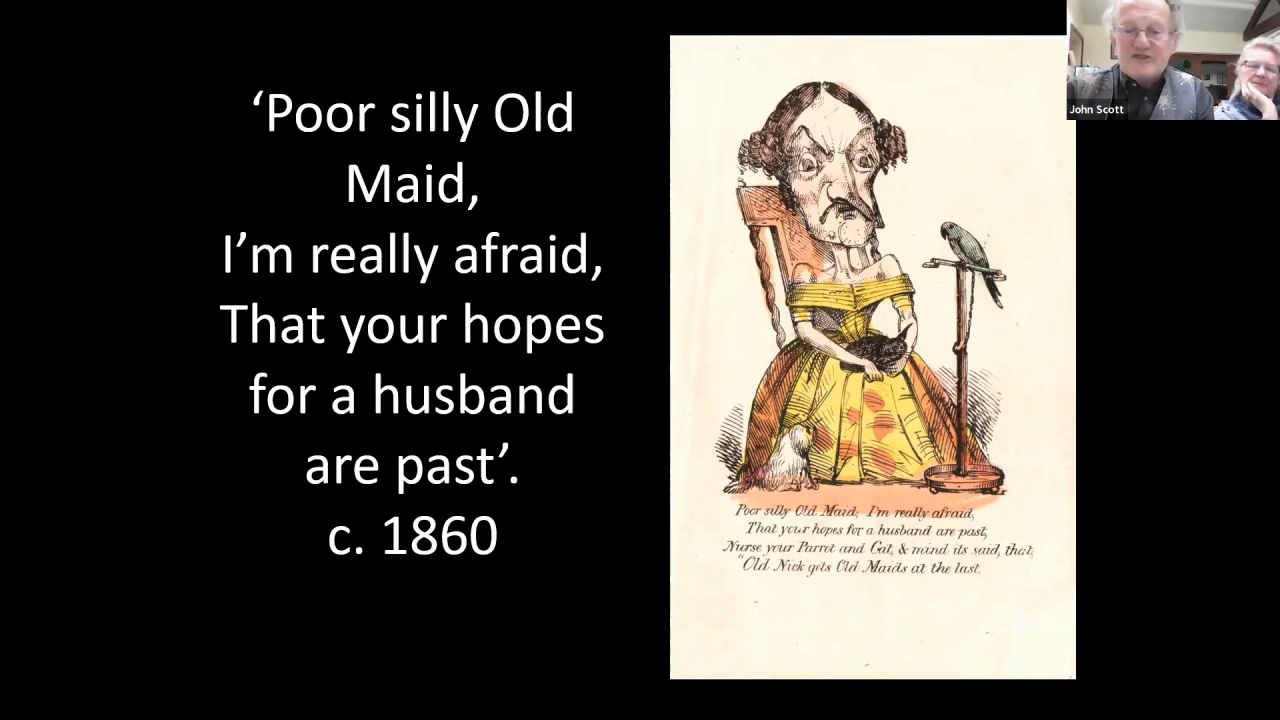 ‘Poor silly Old
Maid,
I’m really afraid,
That your hopes
for a husband
are past’.
c. 1860
Poor silly Old Maid; I'm really afraid,
That your hopes for a husband are past,
Nurse your Parrot and Cat, & mind its said, that,
"Old Nick gets Old Maids at the last.
John Scott